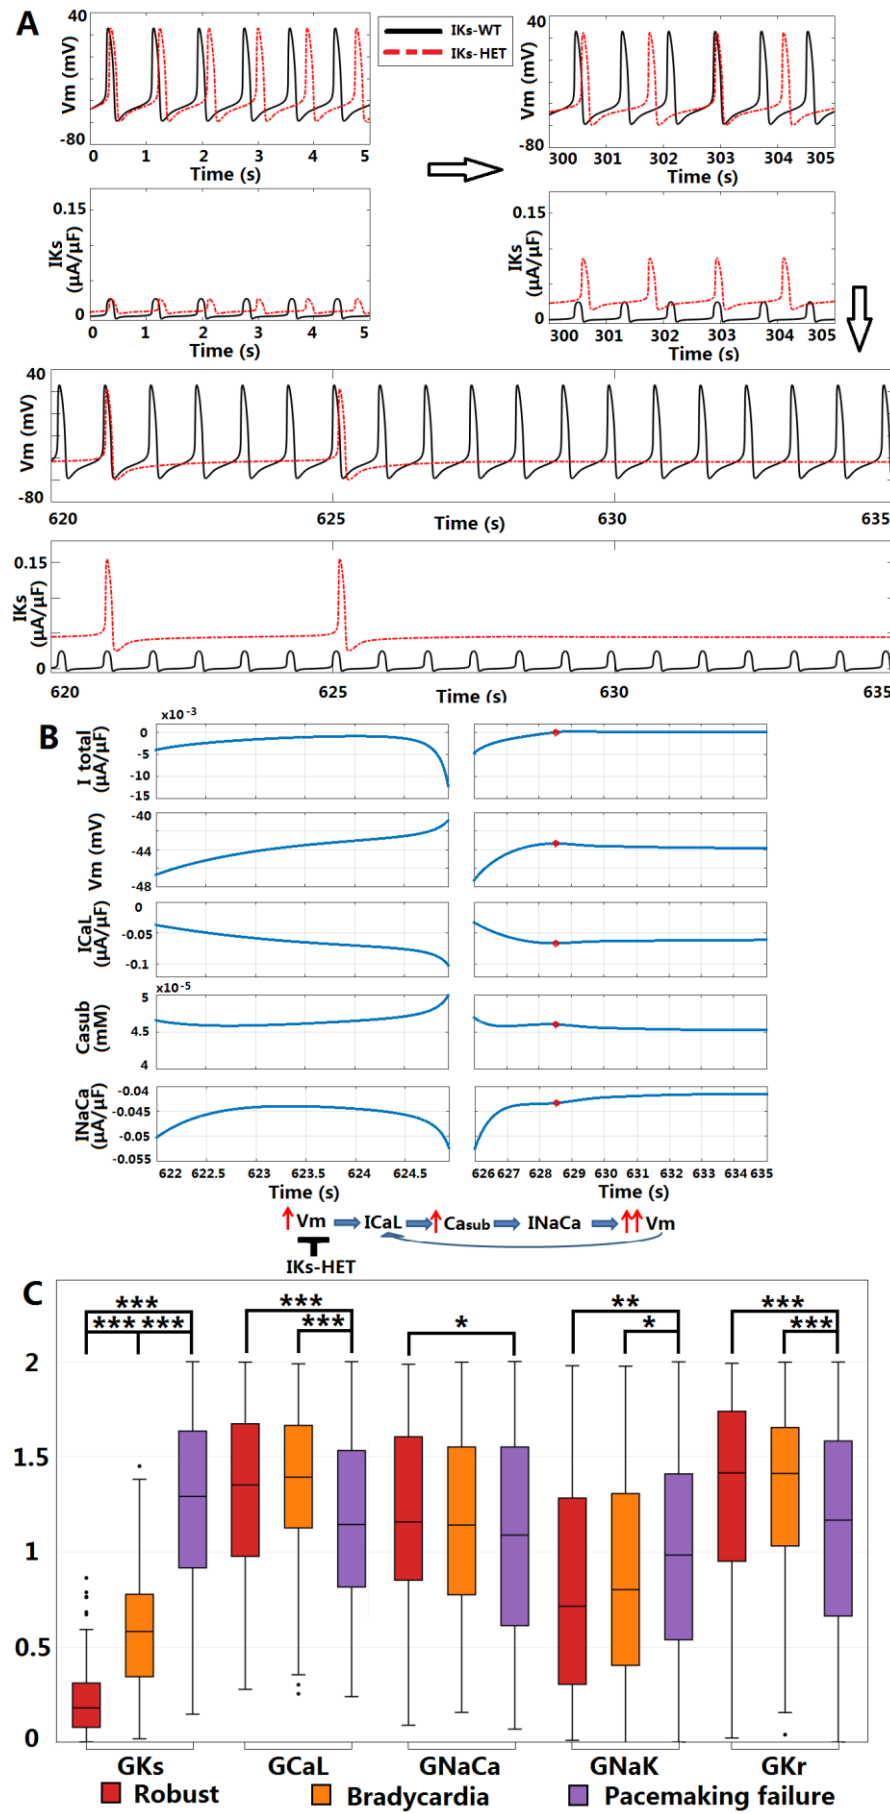 A
40
Vm (mV)
-80
0 1 2 3 4 5
Time (s)
IKs-WT
IKs-HET
40
Vm (mV)
-80
300 301 302 303 304 305
Time (s)
0.15
IKs
(µA/µF)
0
0 1 2 3 4 5
Time (s)
0.15
IKs
(µA/µF)
0
300 301 302 303 304 305
Time (s)
40
Vm (mV)
-80
620 625 630 635
Time (s)
0.15
IKs
(µA/µF)
0
620 625 630 635
Time (s)
B
x10-3
I total
(µA/µF)
0
-5
-10
-15
Vm (mV)
-40
-44
-48
ICaL
(µA/µF)
0
-0.05
-0.1
x10-5
Casub
(mM)
5
4.5
4
INaCa
(µA/µF)
-0.04
-0.045
-0.05
-0.055
622 622.5 623 623.5 624 624.5
Time (s)
626 627 628 629 630 631 632 633 634 635
Time (s)
Vm ICaL Casub INaCa Vm
IKs-HET
C
*** *** * ** ***
*** *** *** * ***
2
1.5
1
0.5
0
GKs GCaL GNaCa GNaK GKr
Robust Bradycardia Pacemaking failure